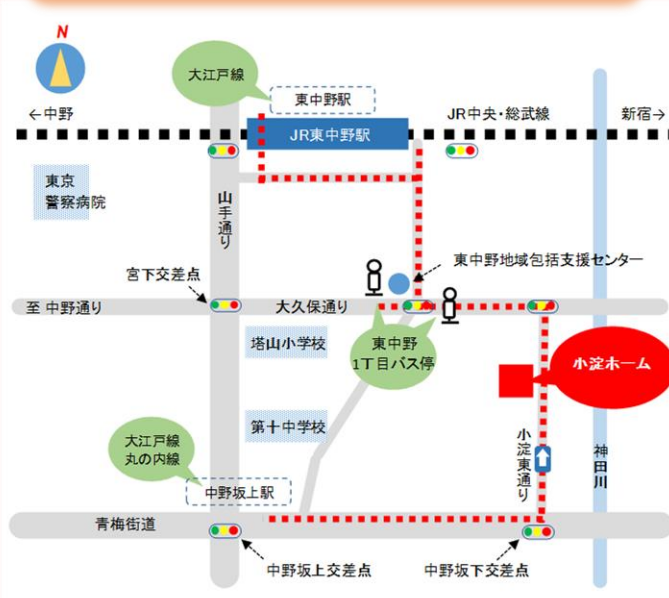 N
大江戸線
東中野駅
←中野
JR東中野駅
JR中央・総武線
新宿→
東京
警察病院
山手通り
宮下交差点
東中野地域包括支援センター
至 中野通り
大久保通り
塔山小学校
東中野
1丁目バス停
小淀ホーム
第十中学校
大江戸線
丸の内線
小淀東通り
神田川
中野坂上駅
青梅街道
中野坂上交差点
中野坂下交差点